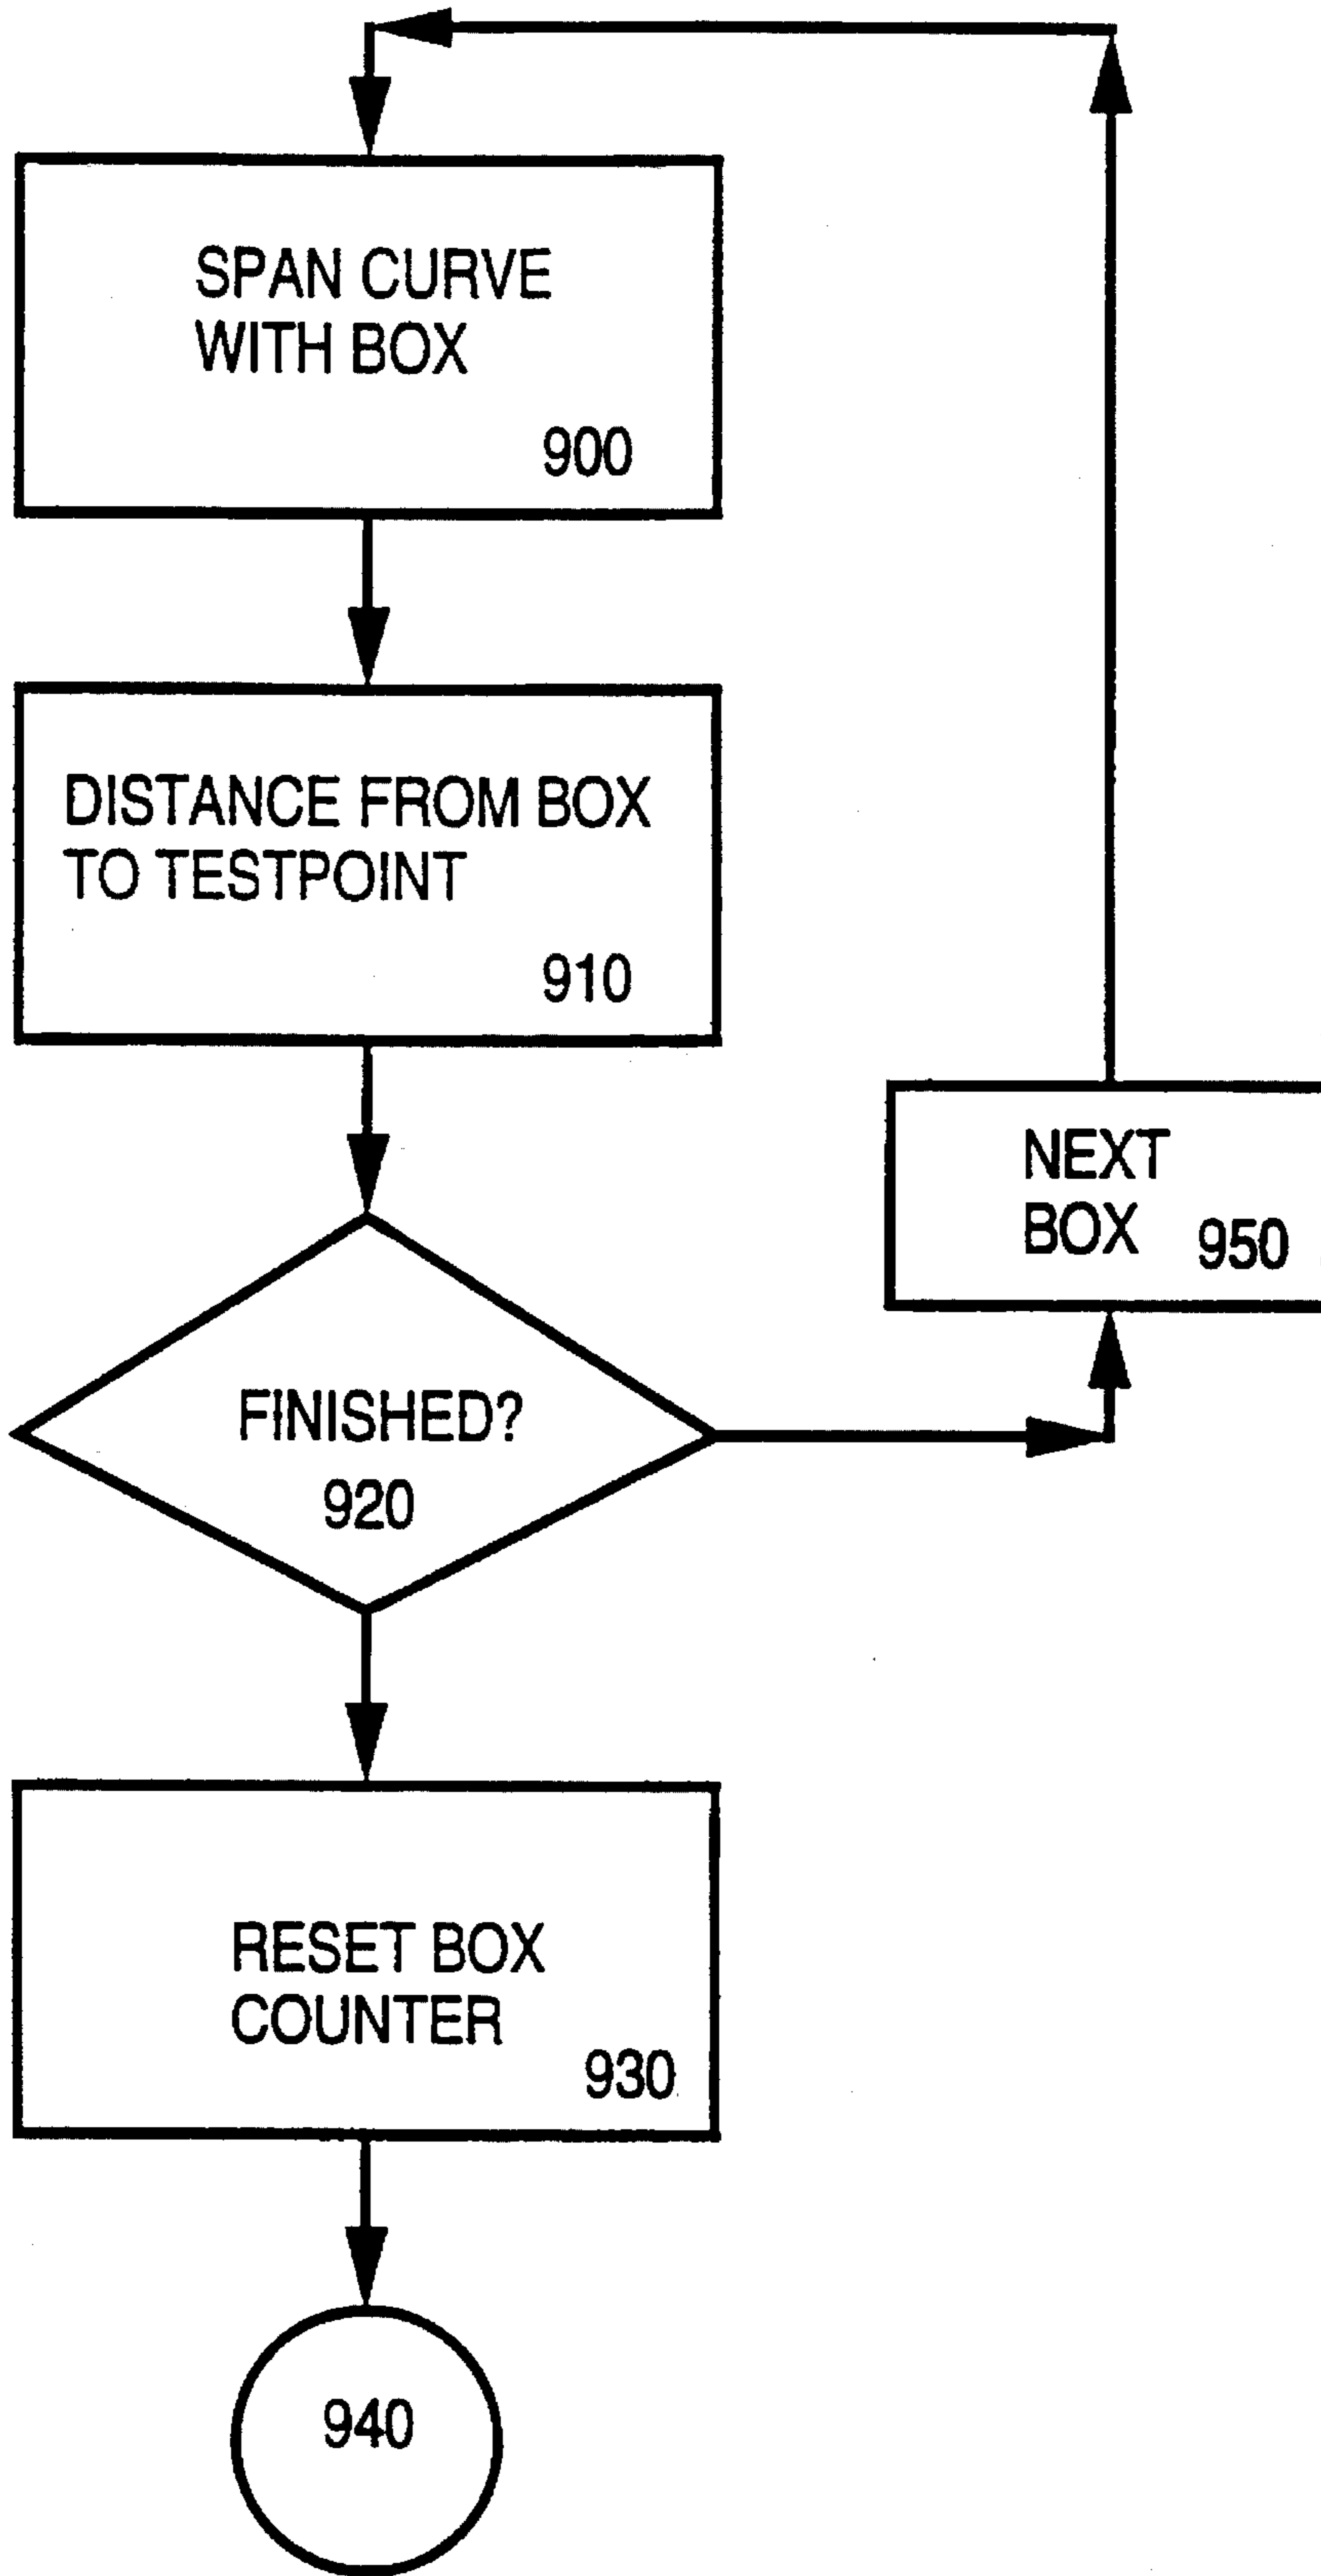 SPAN CURVE
WITH BOX
900
DISTANCE FROM BOX
TO TESTPOINT
910
NEXT
BOX 950
FINISHED?
920
RESET BOX
COUNTER
930
940